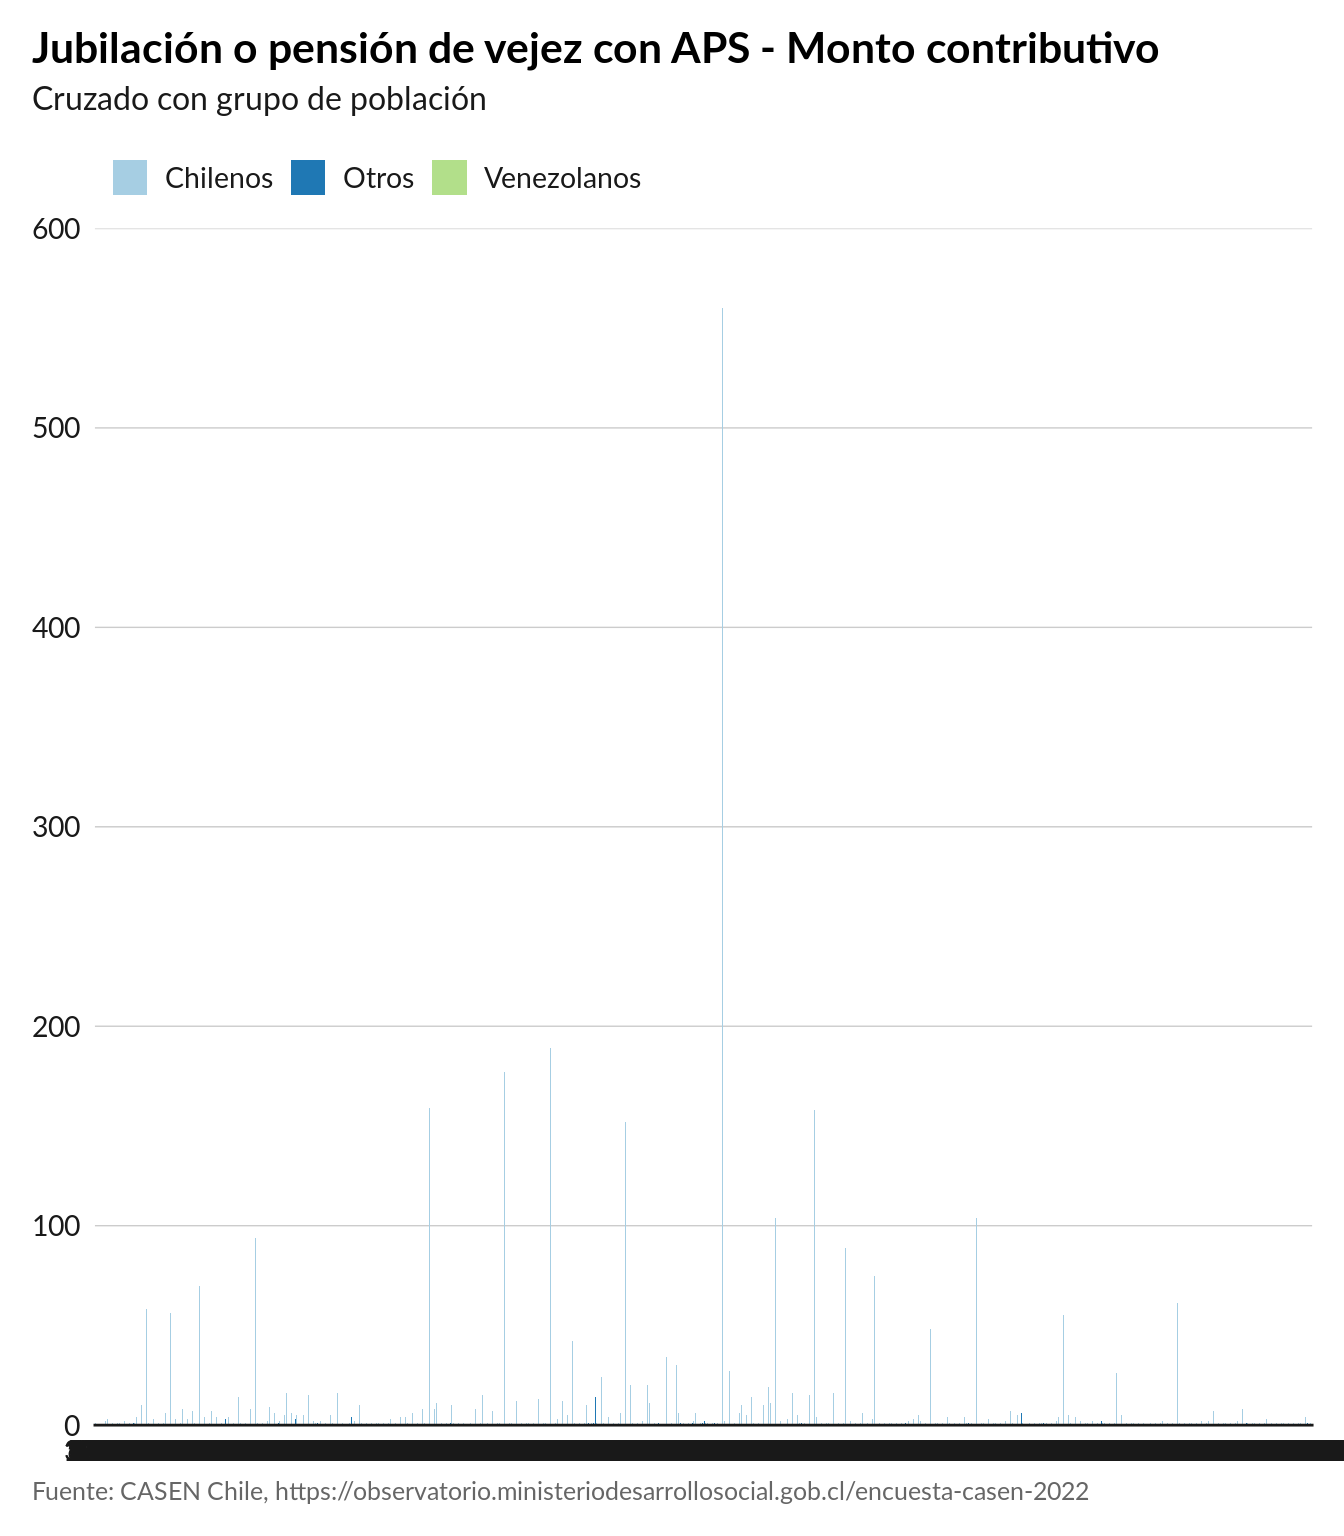 Jubilación o pensión de vejez con APS - Monto contributivo
Cruzado con grupo de población
Chilenos Otros Venezolanos
600
500
400
300
200
100
0
Fuente: CASEN Chile, https://observatorio.ministeriodesarrollosocial.gob.cl/encuesta-casen-2022